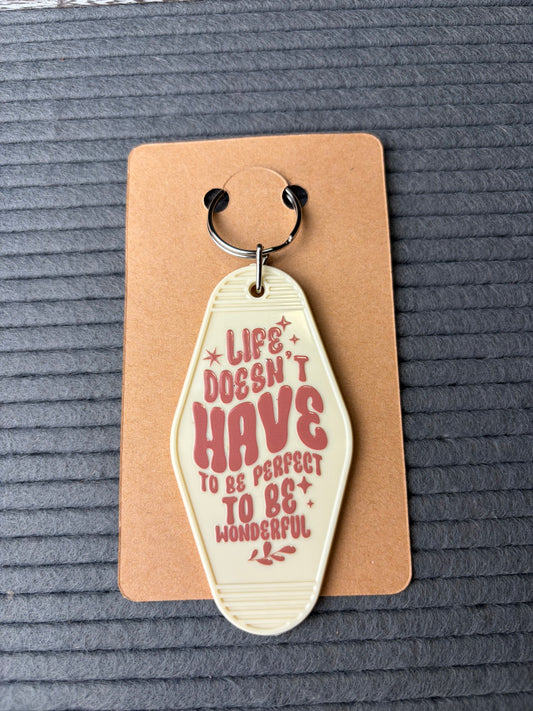 LIFE
DOESN'T
HAVE
TO BE PERFECT
TO BE
WONDERFUL